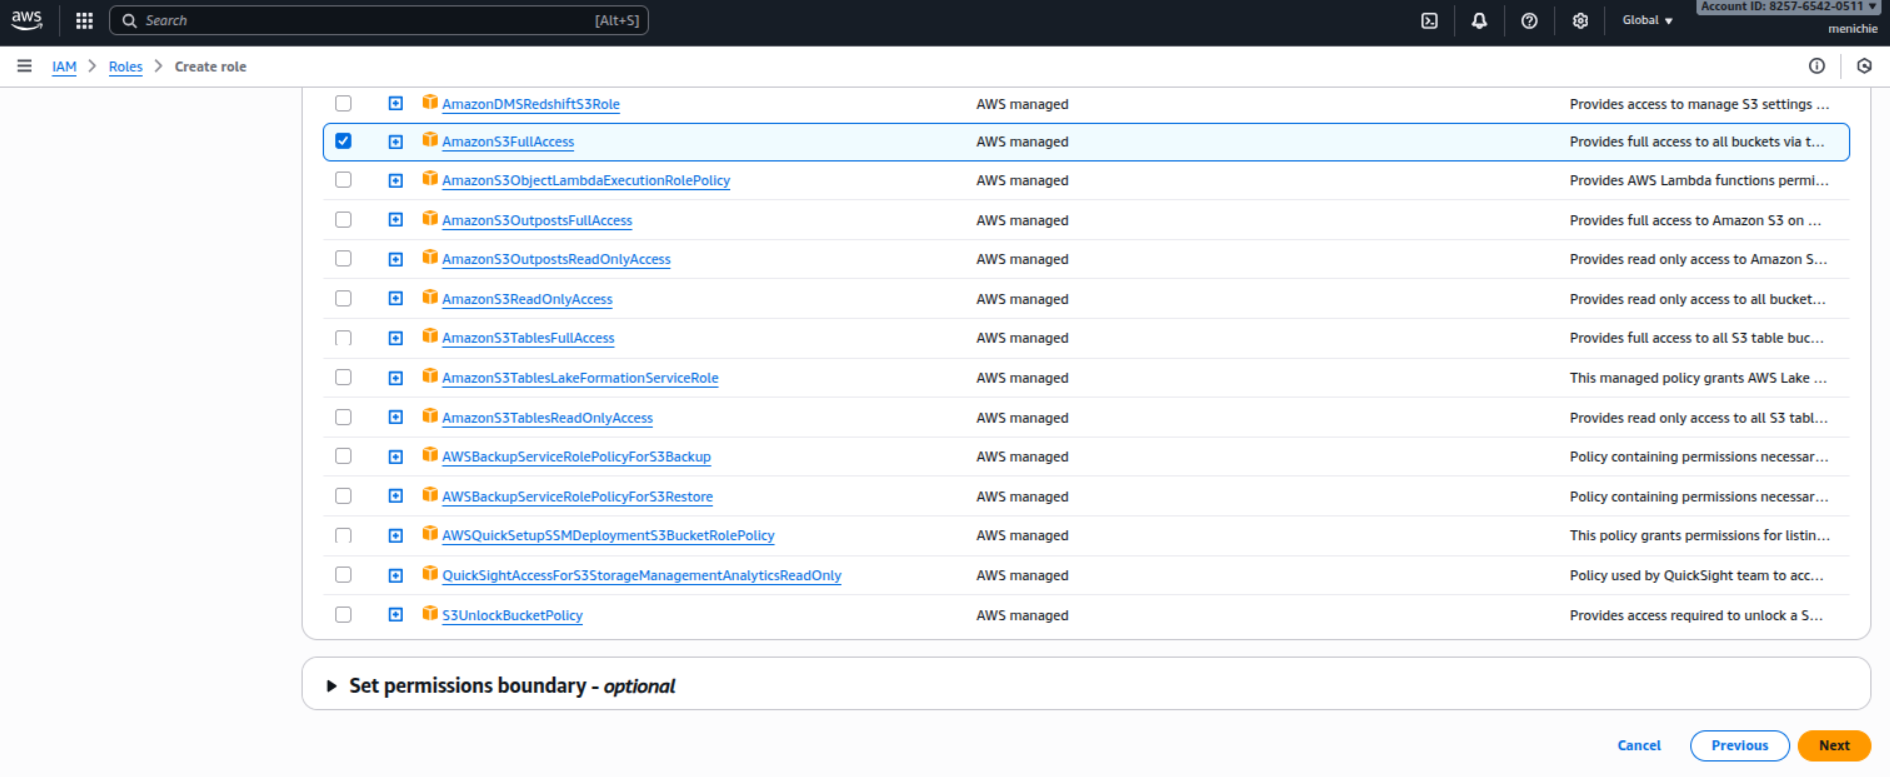 aws Search [Alt+S] Global ▼ Account ID: 8257-6542-0511 ▼
menichie
IAM > Roles > Create role
AmazonDMSRedshiftS3Role AWS managed Provides access to manage S3 settings ...
AmazonS3FullAccess AWS managed Provides full access to all buckets via t...
AmazonS3ObjectLambdaExecutionRolePolicy AWS managed Provides AWS Lambda functions permi...
AmazonS3OutpostsFullAccess AWS managed Provides full access to Amazon S3 on ...
AmazonS3OutpostsReadOnlyAccess AWS managed Provides read only access to Amazon S...
AmazonS3ReadOnlyAccess AWS managed Provides read only access to all bucket...
AmazonS3TablesFullAccess AWS managed Provides full access to all S3 table buc...
AmazonS3TablesLakeFormationServiceRole AWS managed This managed policy grants AWS Lake ...
AmazonS3TablesReadOnlyAccess AWS managed Provides read only access to all S3 tabl...
AWSBackupServiceRolePolicyForS3Backup AWS managed Policy containing permissions necessar...
AWSBackupServiceRolePolicyForS3Restore AWS managed Policy containing permissions necessar...
AWSQuickSetupSSMDeploymentS3BucketRolePolicy AWS managed This policy grants permissions for listin...
QuickSightAccessForS3StorageManagementAnalyticsReadOnly AWS managed Policy used by QuickSight team to acc...
S3UnlockBucketPolicy AWS managed Provides access required to unlock a S...
Set permissions boundary - optional
Cancel Previous Next